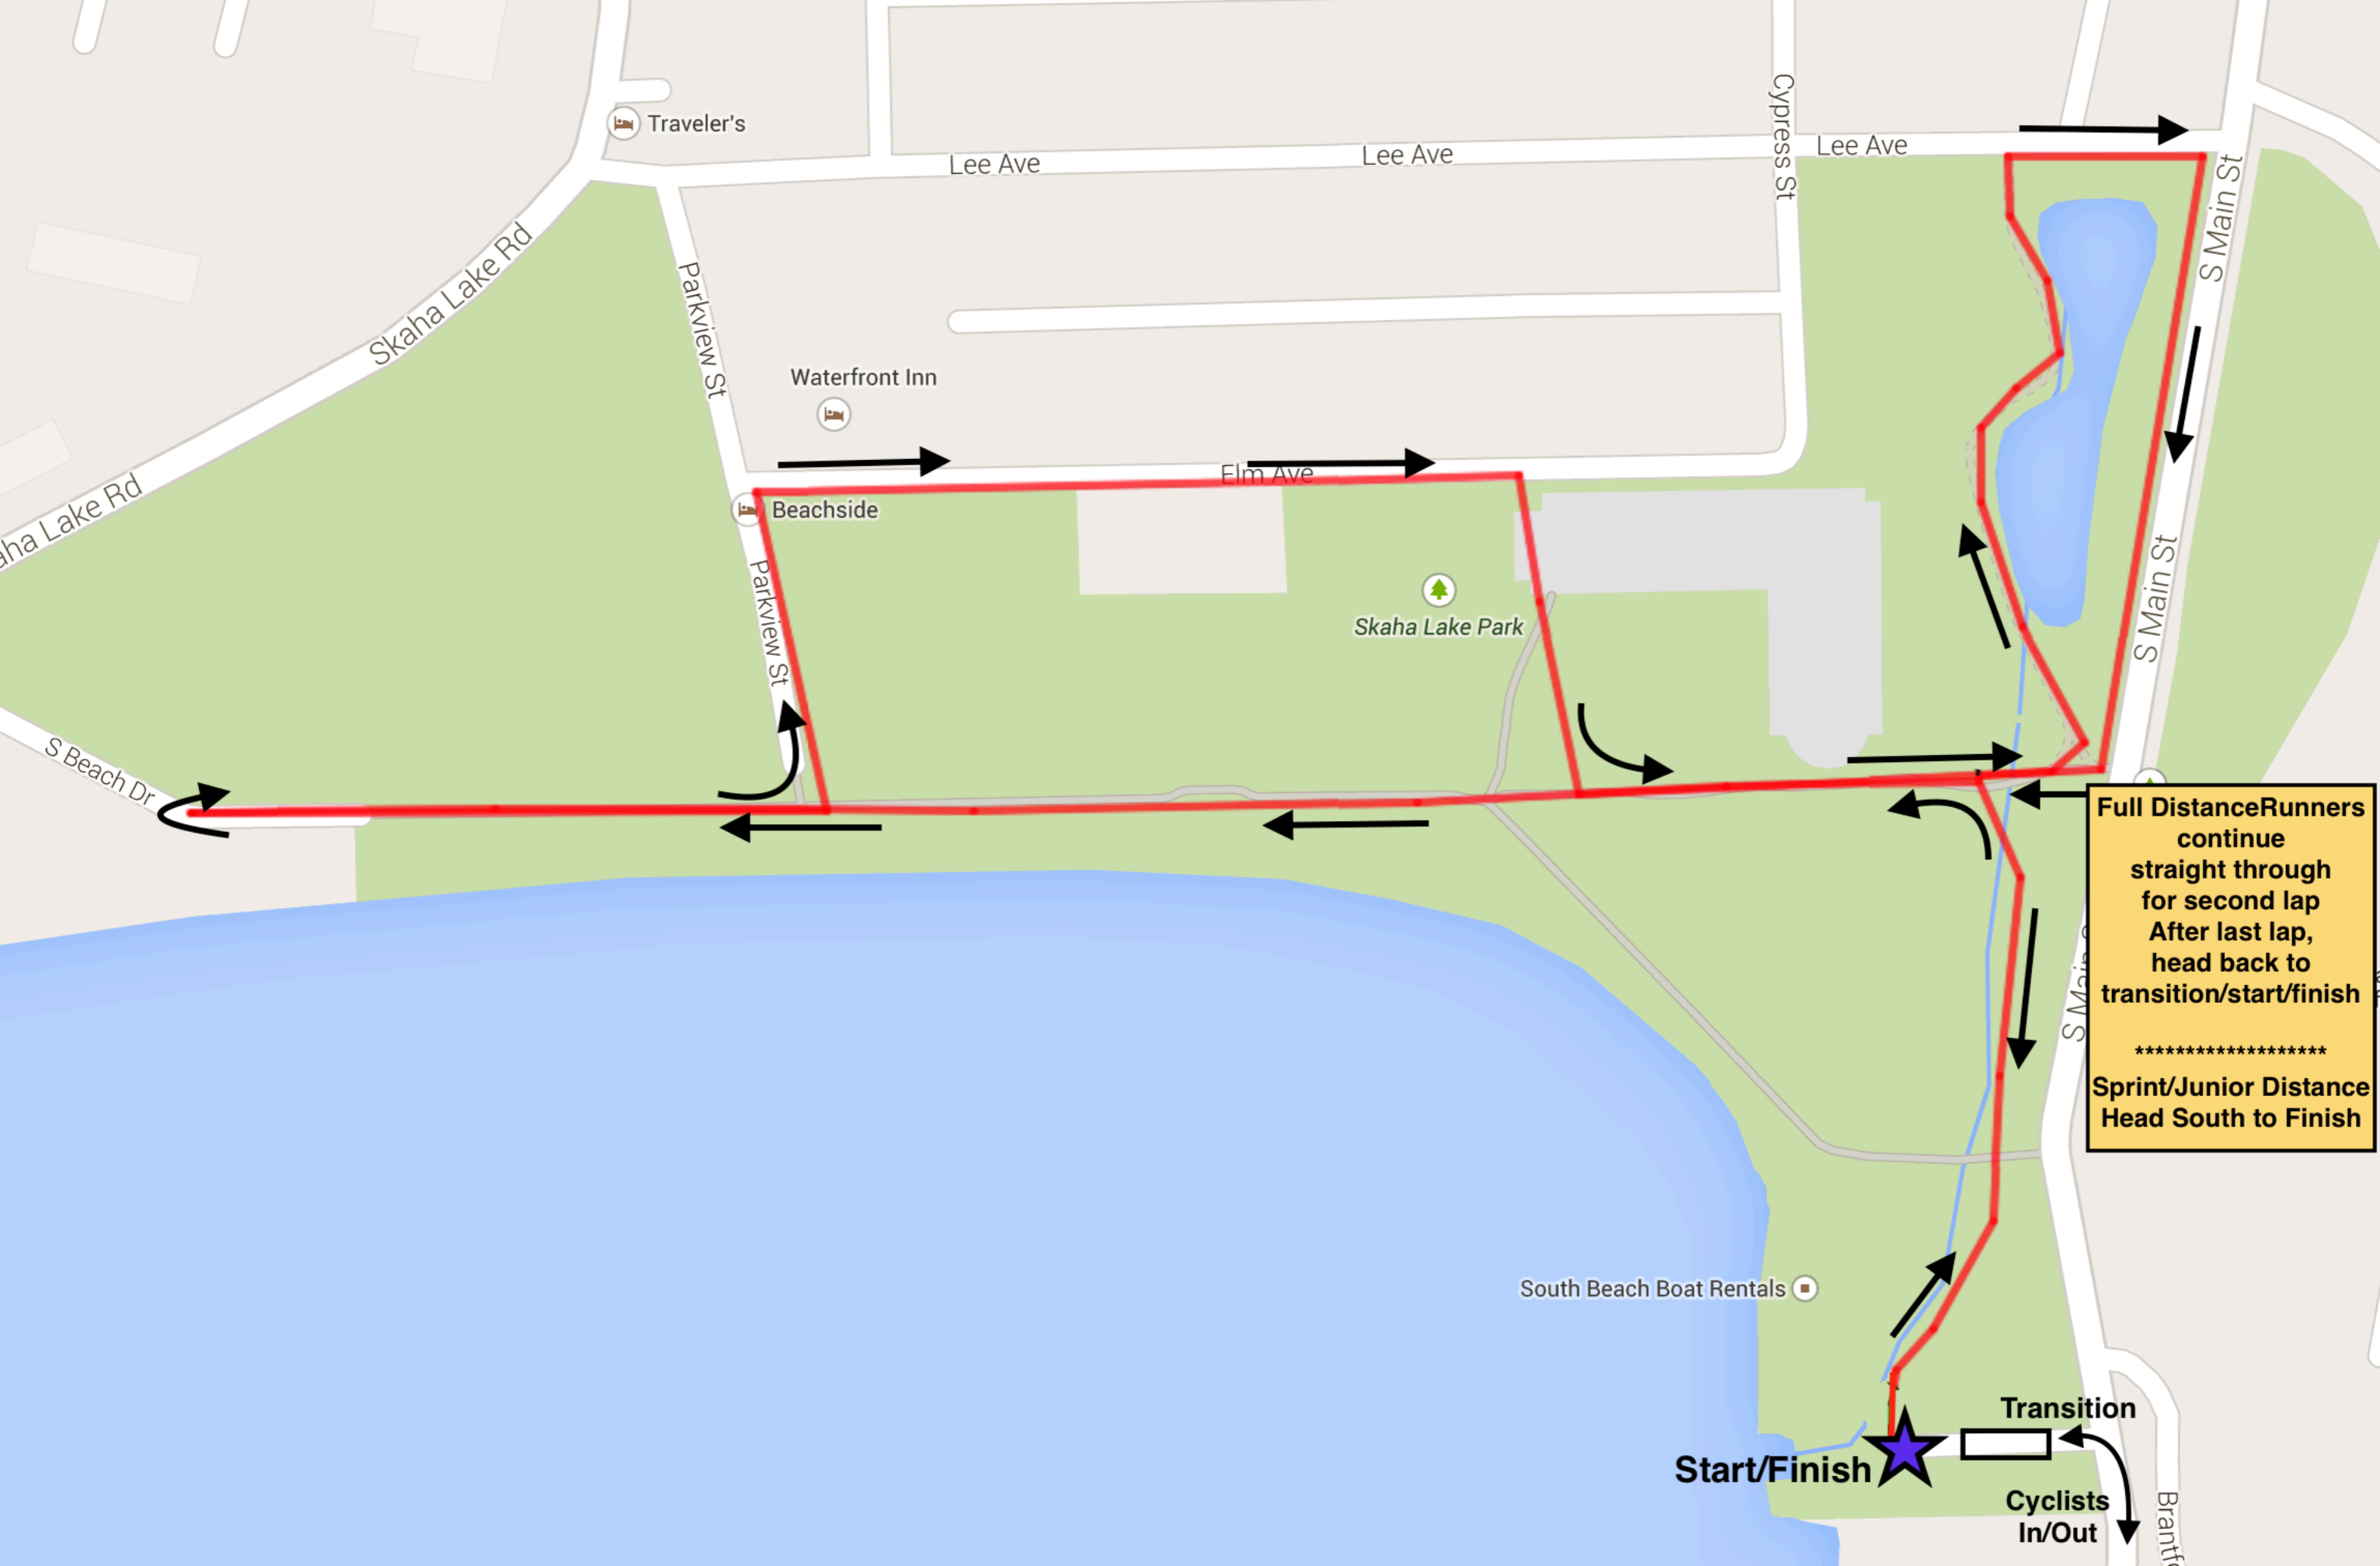 Traveler's
Cypress St
Lee Ave
Lee Ave
Lee Ave
S Main St
Skaha Lake Rd
Parkview St
Waterfront Inn
Elm Ave
Beachside
aha Lake Rd
Parkview St
Skaha Lake Park
S Main St
S Beach Dr
Full DistanceRunners
continue
straight through
for second lap
After last lap,
head back to
transition/start/finish
*******************
Sprint/Junior Distance
Head South to Finish
S Main S
South Beach Boat Rentals
Transition
Start/Finish
Cyclists
In/Out
Brantf